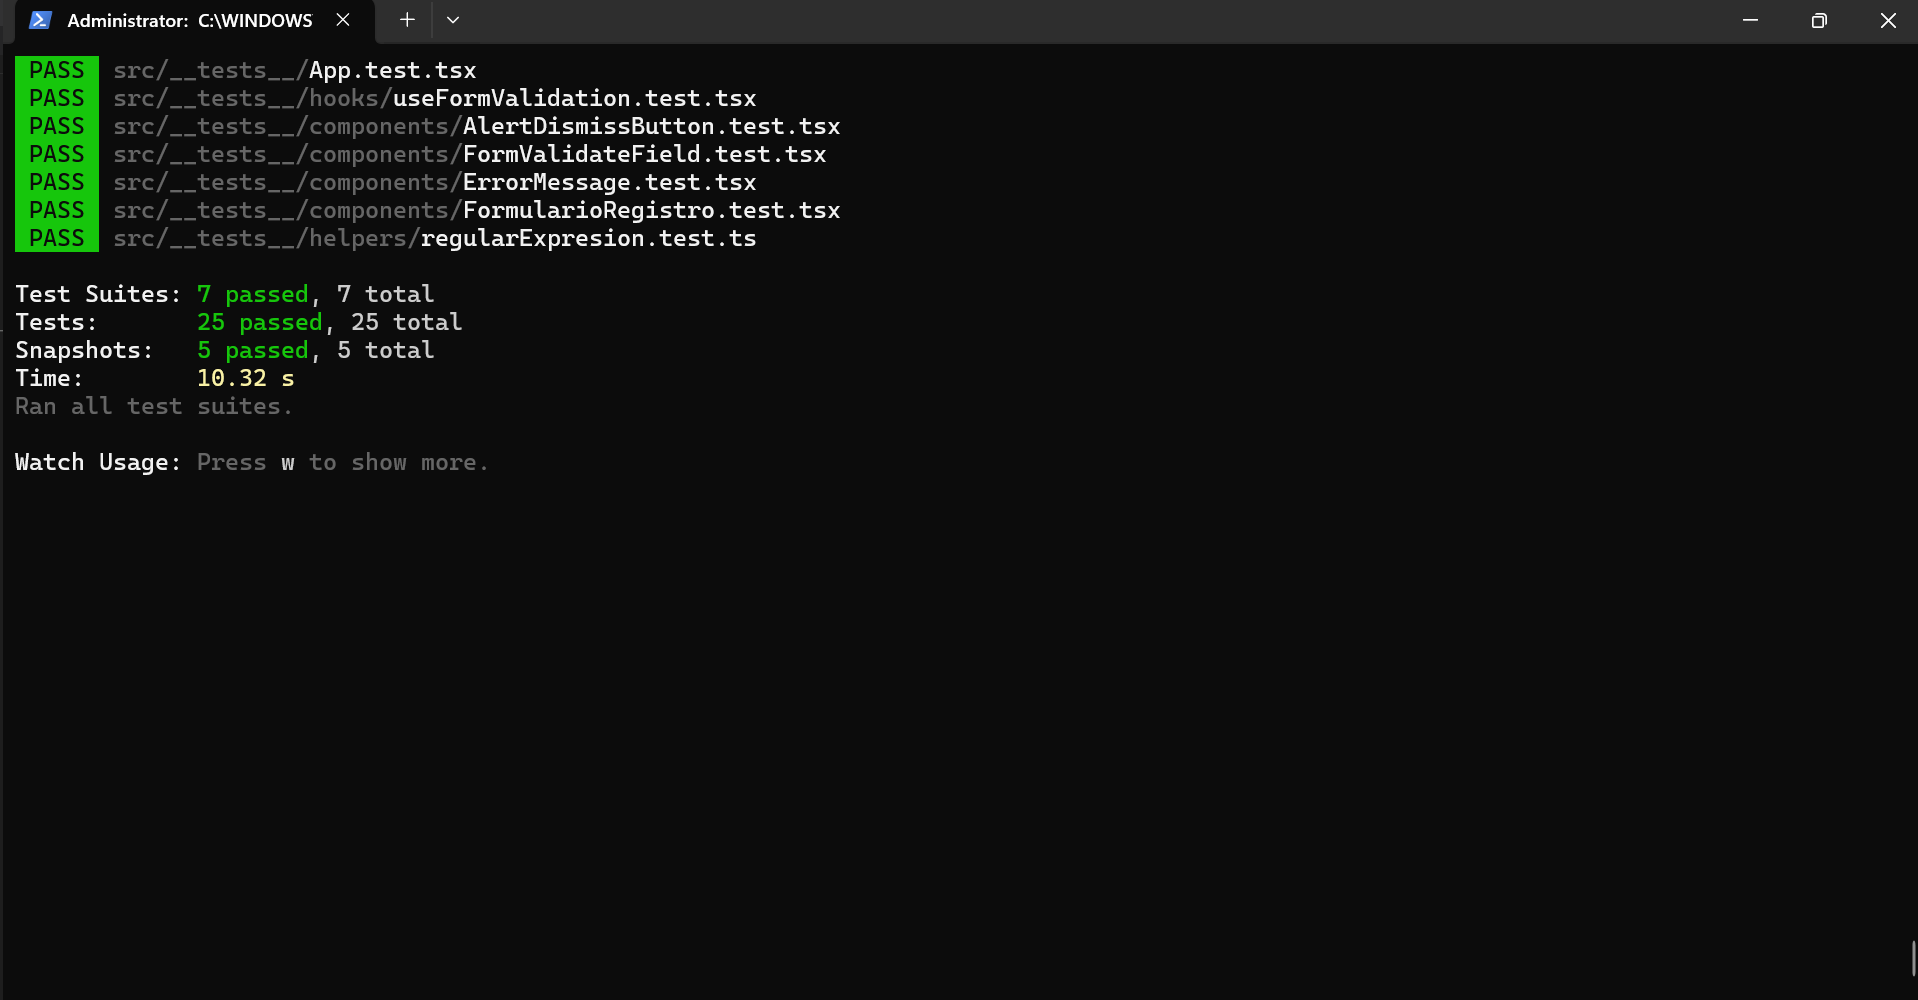 Administrator: C:\WINDOWS
PASS src/__tests__/App.test.tsx
PASS src/__tests__/hooks/useFormValidation.test.tsx
PASS src/__tests__/components/AlertDismissButton.test.tsx
PASS src/__tests__/components/FormValidateField.test.tsx
PASS src/__tests__/components/ErrorMessage.test.tsx
PASS src/__tests__/components/FormularioRegistro.test.tsx
PASS src/__tests__/helpers/regularExpresion.test.ts
Test Suites: 7 passed, 7 total
Tests: 25 passed, 25 total
Snapshots: 5 passed, 5 total
Time: 10.32 s
Ran all test suites.
Watch Usage: Press w to show more.